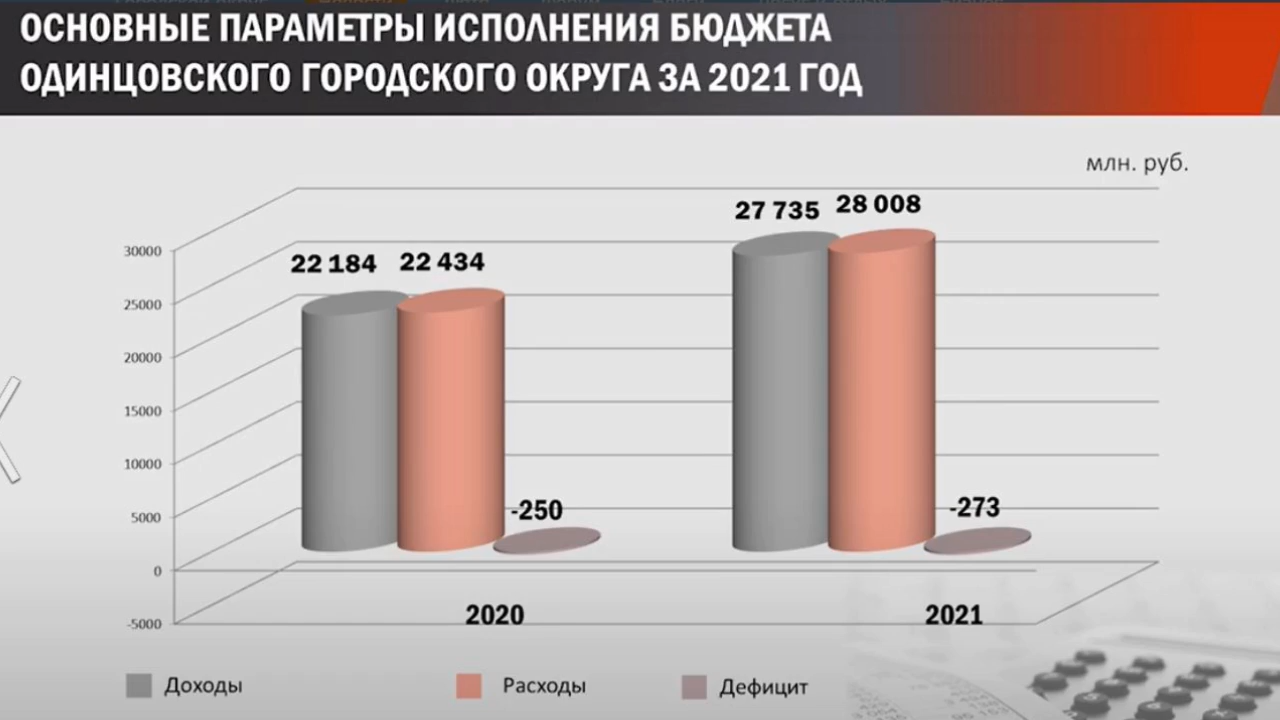 ОСНОВНЫЕ ПАРАМЕТРЫ ИСПОЛНЕНИЯ БЮДЖЕТА
ОДИНЦОВСКОГО ГОРОДСКОГО ОКРУГА ЗА 2021 ГОД
млн. руб.
27 735 28 008
22 184 22 434
-250
-273
30000
25000
20000
15000
10000
5000
0
-5000
2020 2021
Доходы Расходы Дефицит